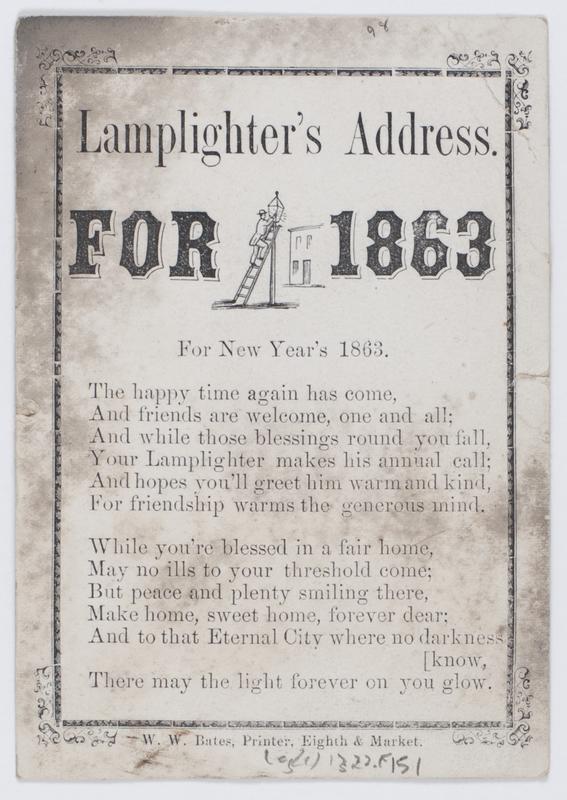 98
Lamplighter's Address.
FOR 1863
For New Year's 1863.
The happy time again has come,
And friends are welcome, one and all;
And while those blessings round you fall,
Your Lamplighter makes his annual call;
And hopes you'll greet him warm and kind,
For friendship warms the generous mind.
While you're blessed in a fair home,
May no ills to your threshold come;
But peace and plenty smiling there,
Make home, sweet home, forever dear;
And to that Eternal City where no darkness
[know,
There may the light forever on you glow.
W. W. Bates, Printer, Eighth & Market.